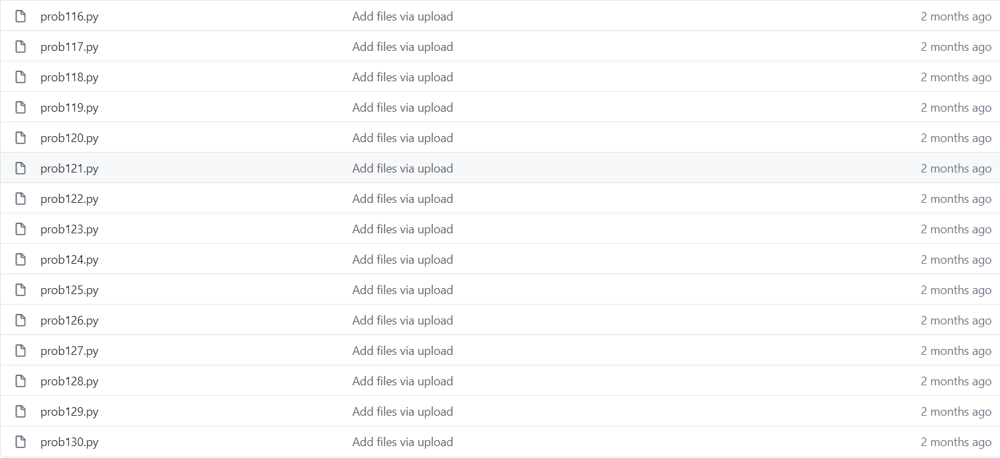 prob116.py Add files via upload 2 months ago
prob117.py Add files via upload 2 months ago
prob118.py Add files via upload 2 months ago
prob119.py Add files via upload 2 months ago
prob120.py Add files via upload 2 months ago
prob121.py Add files via upload 2 months ago
prob122.py Add files via upload 2 months ago
prob123.py Add files via upload 2 months ago
prob124.py Add files via upload 2 months ago
prob125.py Add files via upload 2 months ago
prob126.py Add files via upload 2 months ago
prob127.py Add files via upload 2 months ago
prob128.py Add files via upload 2 months ago
prob129.py Add files via upload 2 months ago
prob130.py Add files via upload 2 months ago